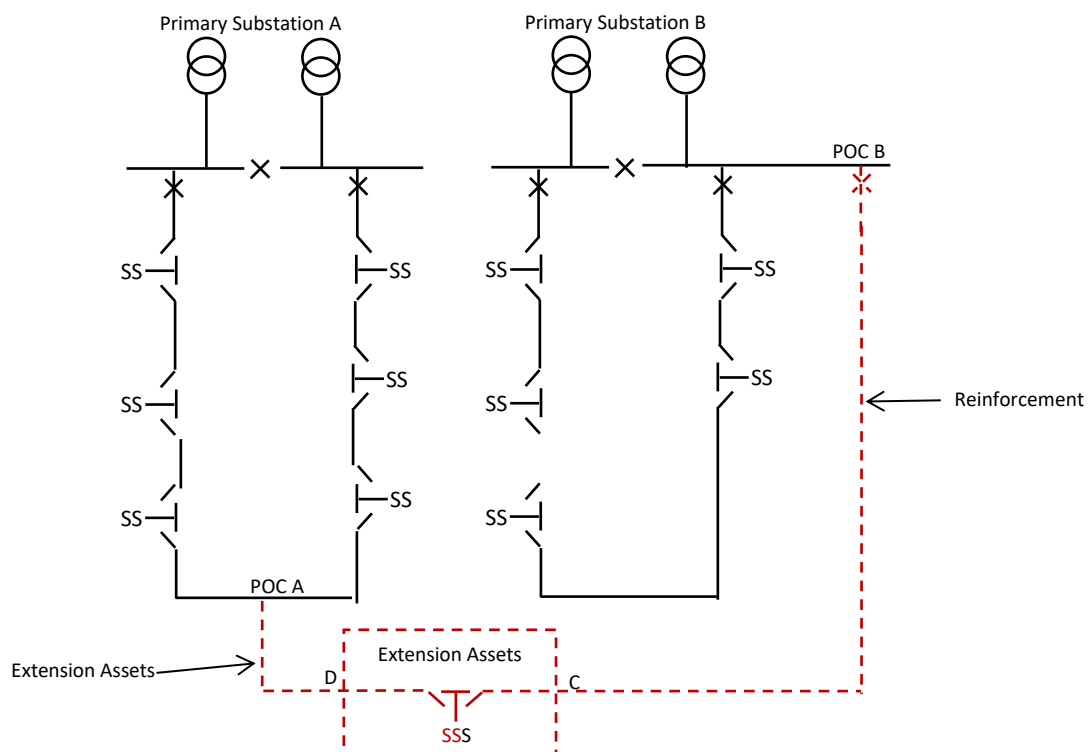 Primary Substation A
Primary Substation B
POC B
SS
SS
SS
SS
SS
SS
SS
SS
SS
SS
Reinforcement
SS
POC A
Extension Assets
Extension Assets
D
C
SSS